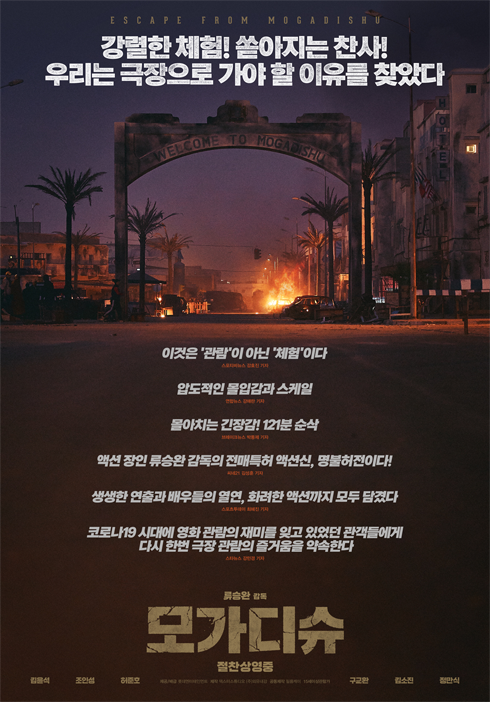 ESCAPE FROM MOGADISHU
강렬한 체험! 쏟아지는 찬사!
우리는 극장으로 가야 할 이유를 찾았다
WELCOME TO MOGADISHU
HOTEL
이것은 '관람'이 아닌 '체험'이다
압도적인 몰입감과 스케일
몰아치는 긴장감! 121분 순삭
액션 장인 류승완 감독의 전매특허 액션신, 명불허전이다!
생생한 연출과 배우들의 열연, 화려한 액션까지 모두 담겼다
코로나19 시대에 영화 관람의 재미를 잊고 있었던 관객들에게
다시 한번 극장 관람의 즐거움을 약속한다
류승완 감독
모가디슈
절찬상영중
김윤석 조인성 허준호 구교환 김소진 정만식